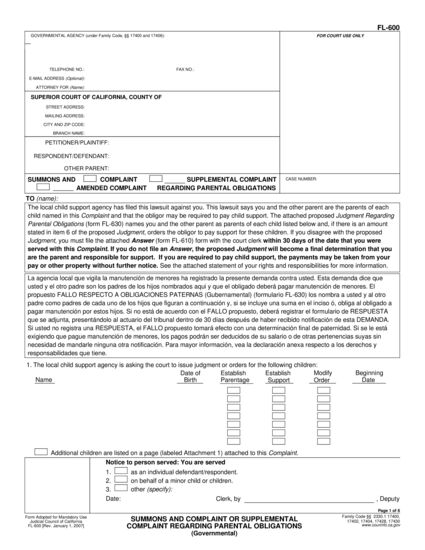 FL-600
GOVERNMENTAL AGENCY (under Family Code, §§ 17400 and 17406):
FOR COURT USE ONLY
TELEPHONE NO.: FAX NO.:
E-MAIL ADDRESS (Optional):
ATTORNEY FOR (Name):
SUPERIOR COURT OF CALIFORNIA, COUNTY OF
STREET ADDRESS:
MAILING ADDRESS:
CITY AND ZIP CODE:
BRANCH NAME:
PETITIONER/PLAINTIFF:
RESPONDENT/DEFENDANT:
OTHER PARENT:
SUMMONS AND COMPLAINT SUPPLEMENTAL COMPLAINT
AMENDED COMPLAINT REGARDING PARENTAL OBLIGATIONS
CASE NUMBER:
TO (name):
The local child support agency has filed this lawsuit against you. This lawsuit says you and the other parent are the parents of each
child named in this Complaint and that the obligor may be required to pay child support. The attached proposed Judgment Regarding
Parental Obligations (form FL-630) names you and the other parent as parents of each child listed below and, if there is an amount
stated in item 6 of the proposed Judgment, orders the obligor to pay support for these children. If you disagree with the proposed
Judgment, you must file the attached Answer (form FL-610) form with the court clerk within 30 days of the date that you were
served with this Complaint. If you do not file an Answer, the proposed Judgment will become a final determination that you
are the parent and responsible for support. If you are required to pay child support, the payments may be taken from your
pay or other property without further notice. See the attached statement of your rights and responsibilities for more information.
La agencia local que vigila la manutención de menores ha registrado la presente demanda contra usted. Esta demanda dice que
usted y el otro padre son los padres de los hijos nombrados aquí y que el obligado deberá pagar manutención de menores. El
propuesto FALLO RESPECTO A OBLIGACIONES PATERNAS (Gubernamental) (formulario FL-630) los nombra a usted y al otro
padre como padres de cada uno de los hijos que figuran a continuación y, si se incluye una suma en el inciso 6, obliga al obligado a
pagar manutención por estos hijos. Si no está de acuerdo con el FALLO propuesto, deberá registrar el formulario de RESPUESTA
que se adjunta, presentándolo al actuario del tribunal dentro de 30 días después de haber recibido notificación de esta DEMANDA.
Si usted no registra una RESPUESTA, el FALLO propuesto tomará efecto con una determinación final de paternidad. Si se le está
exigiendo que pague manutención de menores, los pagos podrán ser deducidos de su salario o de otras pertenencias suyas sin
necesidad de mandarle ninguna otra notificación. Para mayor información, vea la declaración anexa respecto a los derechos y
responsabilidades que tiene.
1. The local child support agency is asking the court to issue judgment or orders for the following children:
Name Date of Birth Establish Parentage Establish Support Modify Order Beginning Date
Additional children are listed on a page (labeled Attachment 1) attached to this Complaint.
Notice to person served: You are served
1. as an individual defendant/respondent.
2. on behalf of a minor child or children.
3. other (specify):
Date: Clerk, by , Deputy
Page 1 of 5
Form Adopted for Mandatory Use
Judicial Council of California
FL-600 [Rev. January 1, 2007]
SUMMONS AND COMPLAINT OR SUPPLEMENTAL
COMPLAINT REGARDING PARENTAL OBLIGATIONS
(Governmental)
Family Code §§ 2330.1 17400,
17402, 17404, 17428, 17430
www.courtinfo.ca.gov